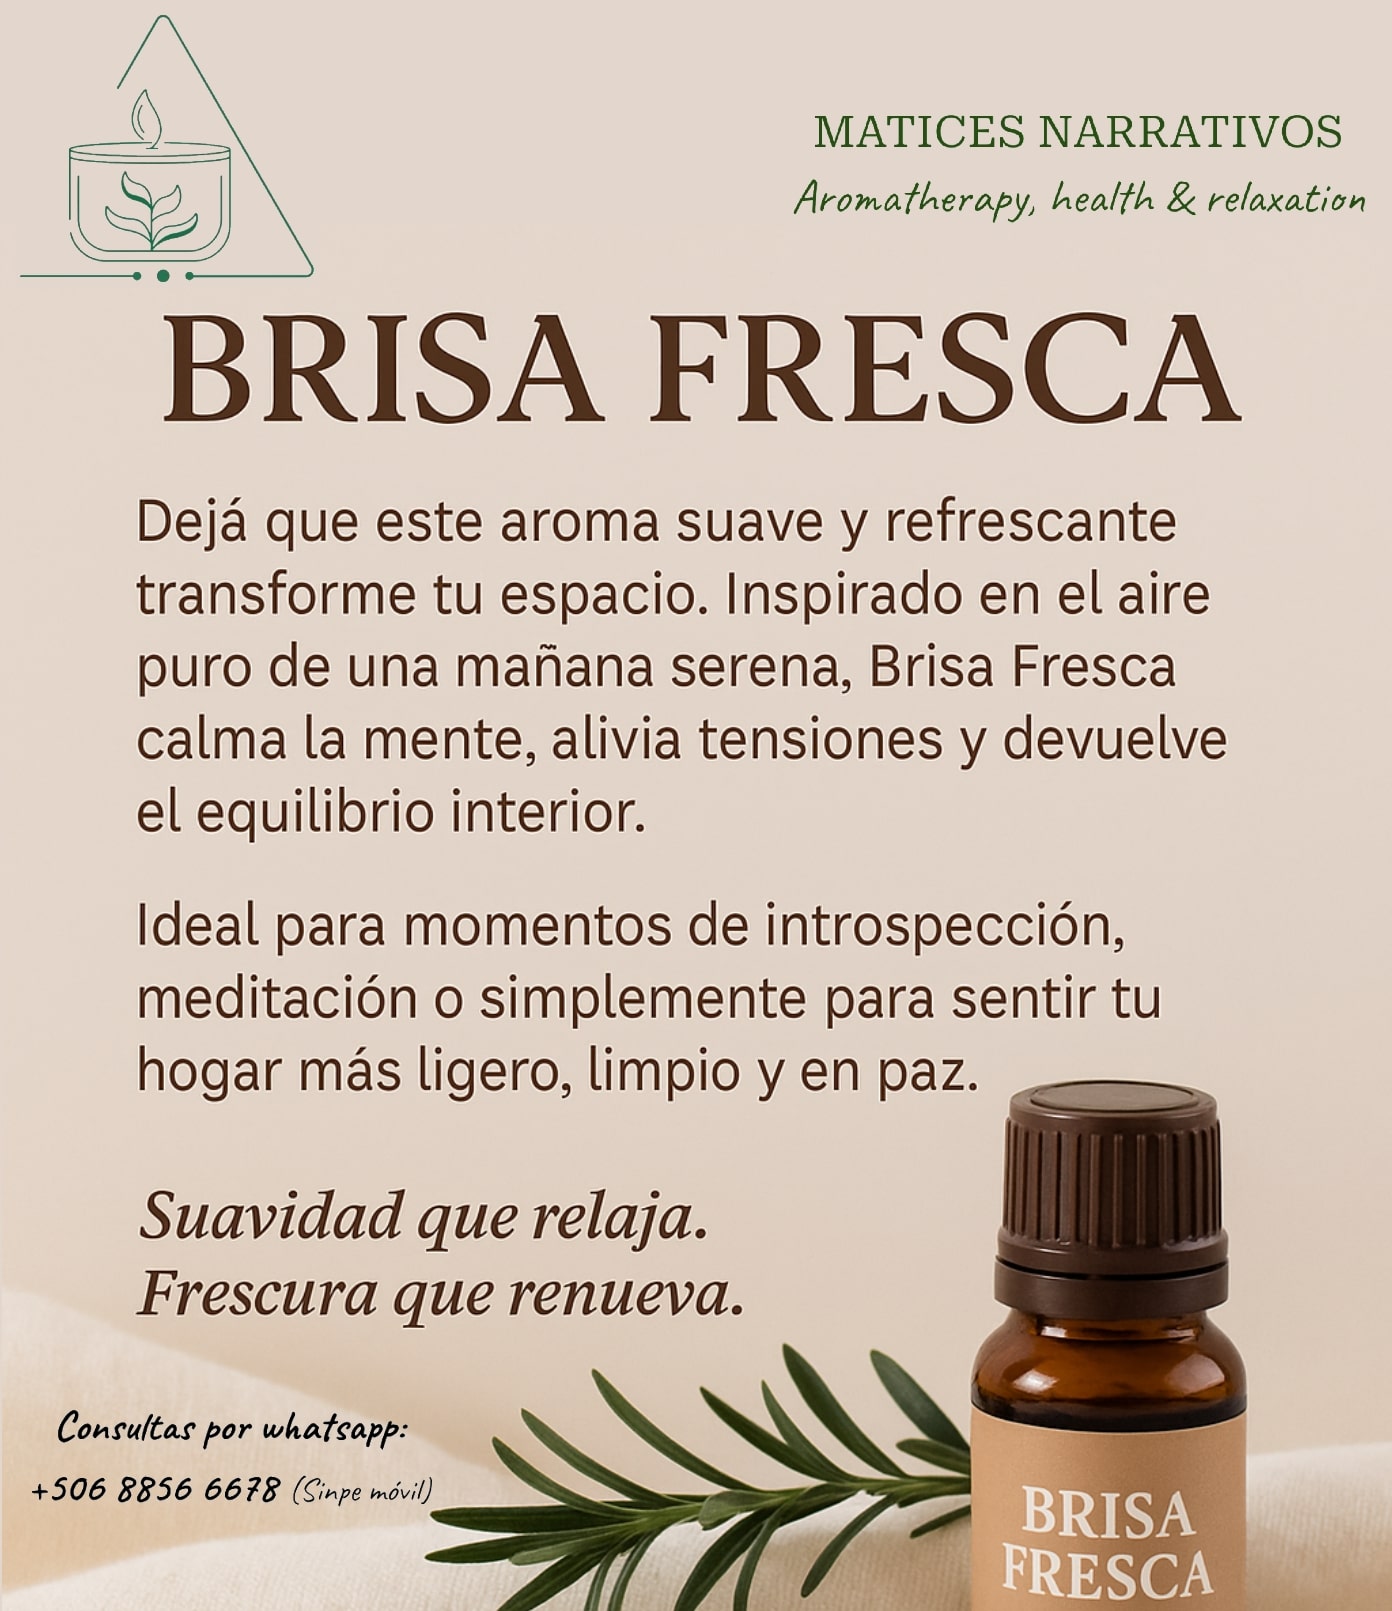 MATICES NARRATIVOS
Aromatherapy, health & relaxation
BRISA FRESCA
Dejá que este aroma suave y refrescante
transforme tu espacio. Inspirado en el aire
puro de una mañana serena, Brisa Fresca
calma la mente, alivia tensiones y devuelve
el equilibrio interior.
Ideal para momentos de introspección,
meditación o simplemente para sentir tu
hogar más ligero, limpio y en paz.
Suavidad que relaja.
Frescura que renueva.
Consultas por whatsapp:
+506 8856 6678 (Sinpe móvil)
BRISA
FRESCA